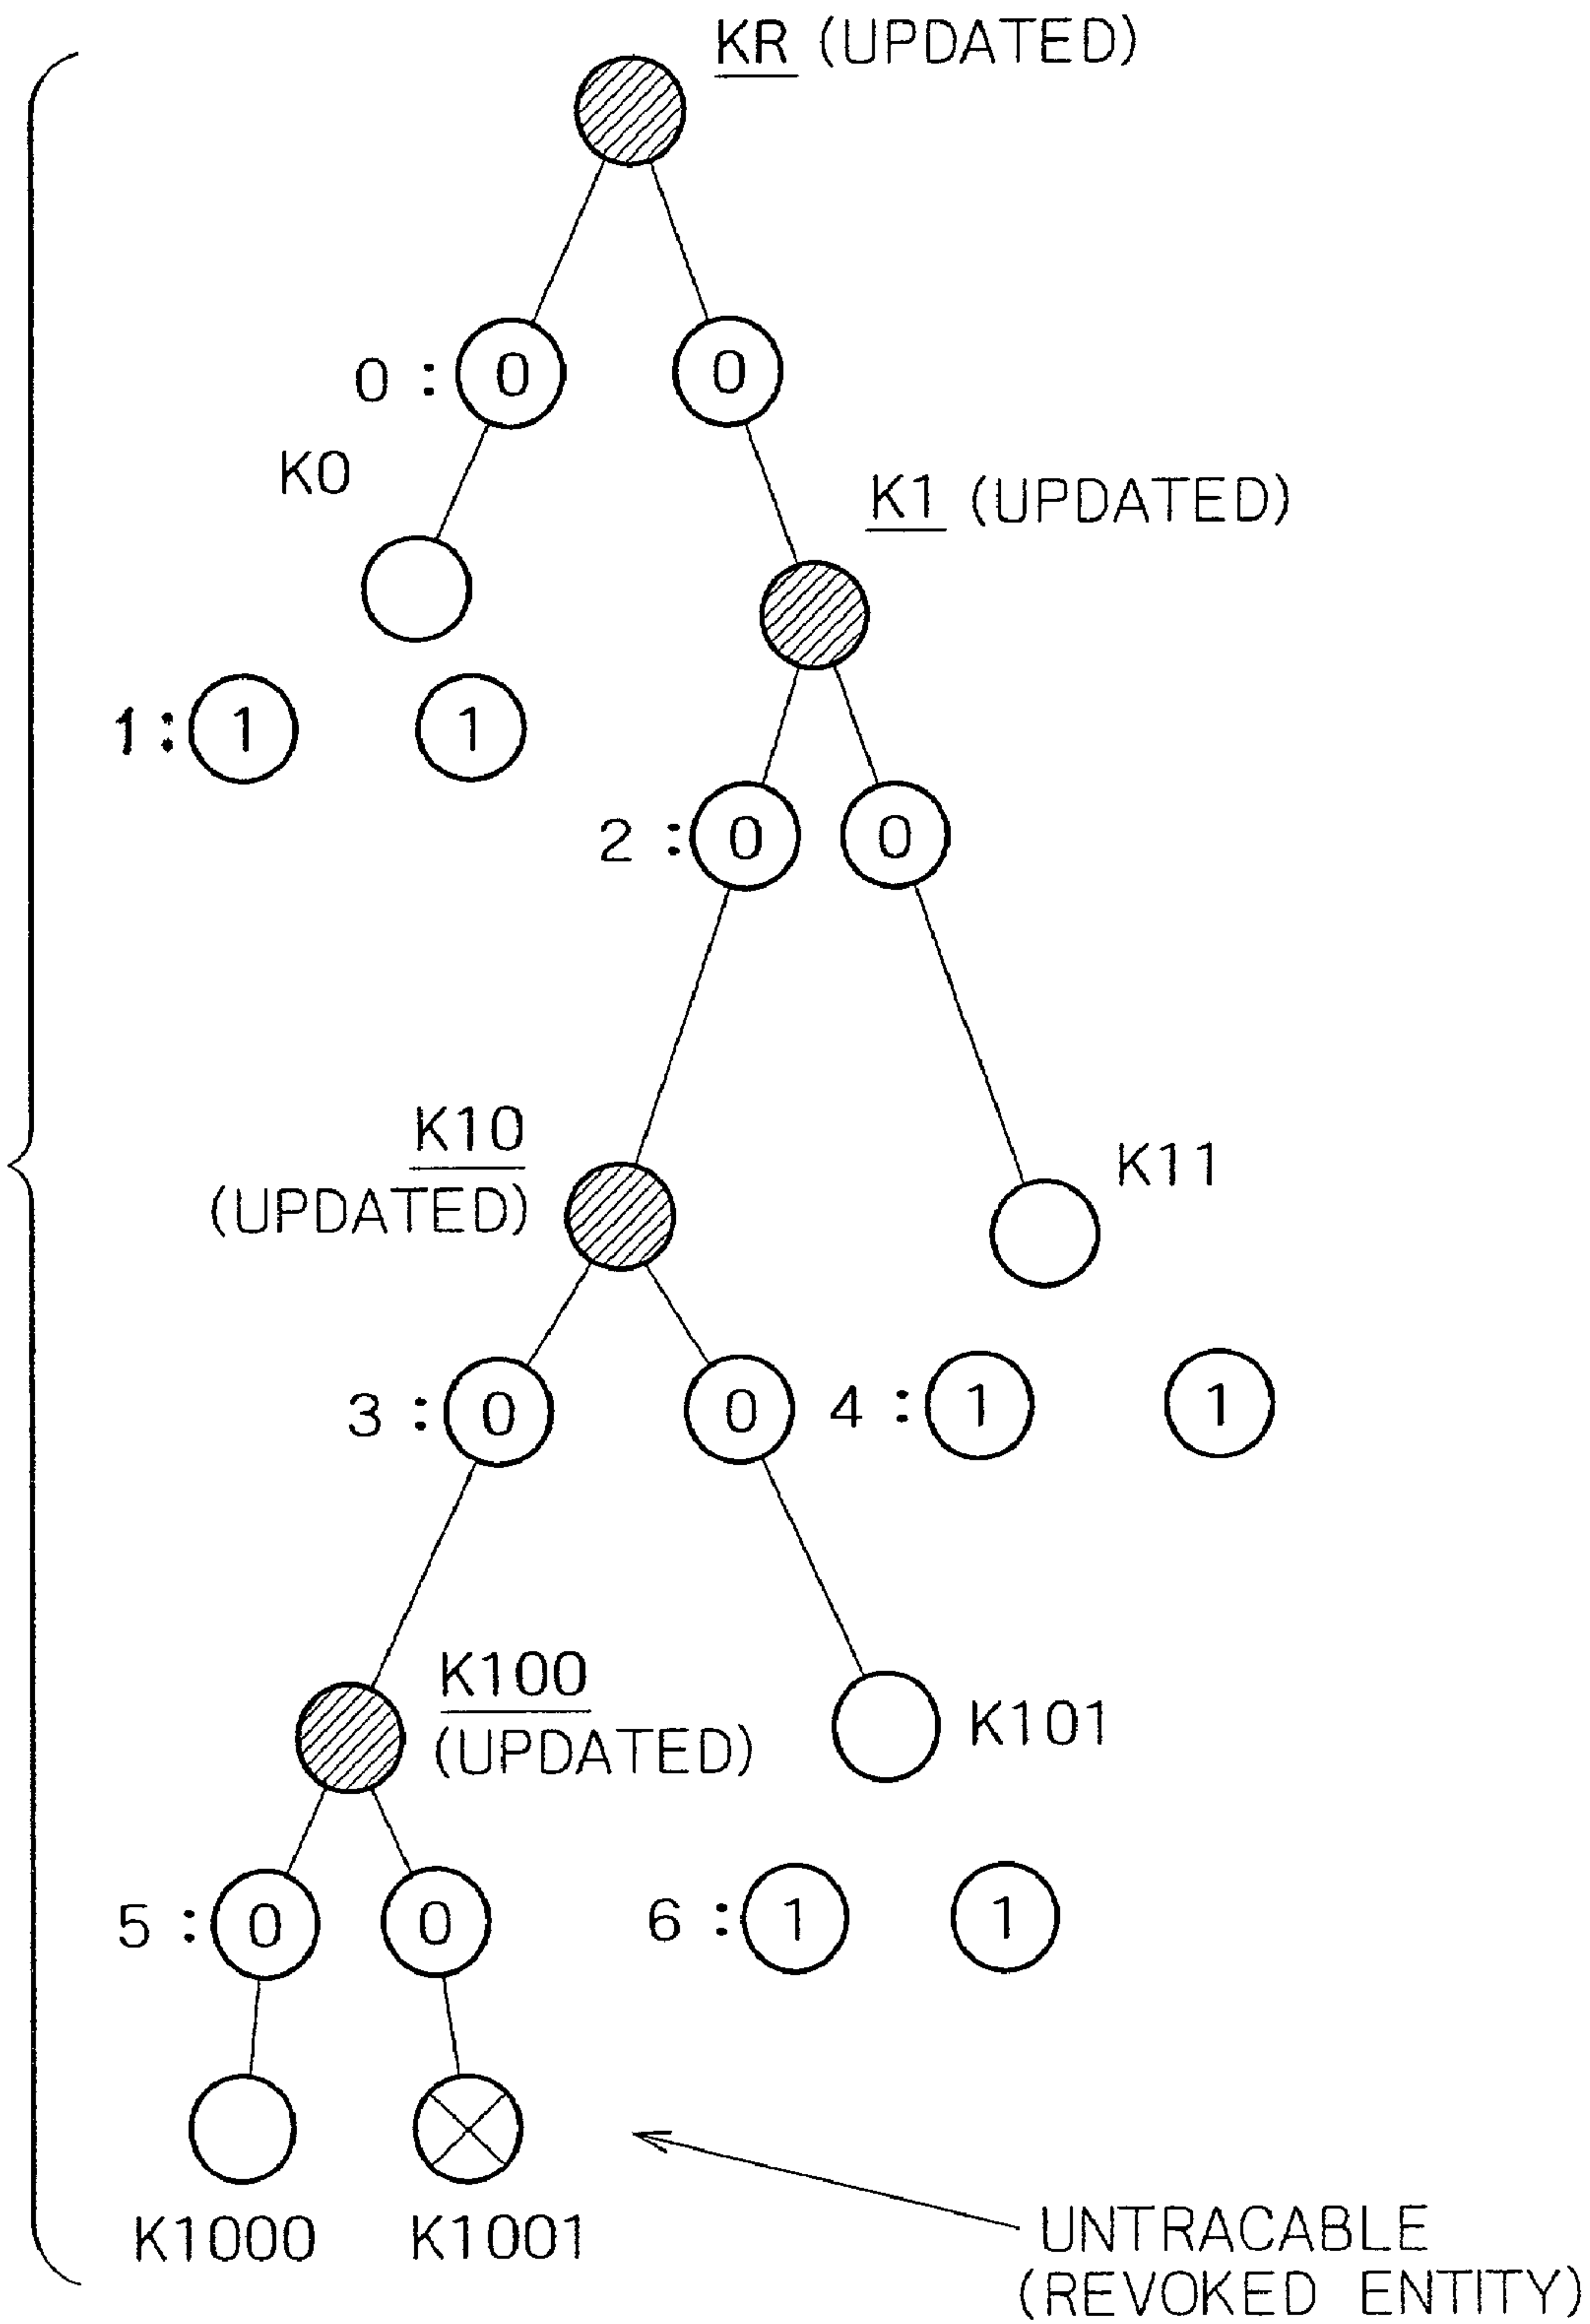 KR (UPDATED)
0 : 0 0
K0
K1 (UPDATED)
1 : 1 1
2 : 0 0
K10
(UPDATED)
K11
3 : 0 0 4 : 1 1
K100
(UPDATED)
K101
5 : 0 0 6 : 1 1
K1000 K1001
UNTRACABLE
(REVOKED ENTITY)